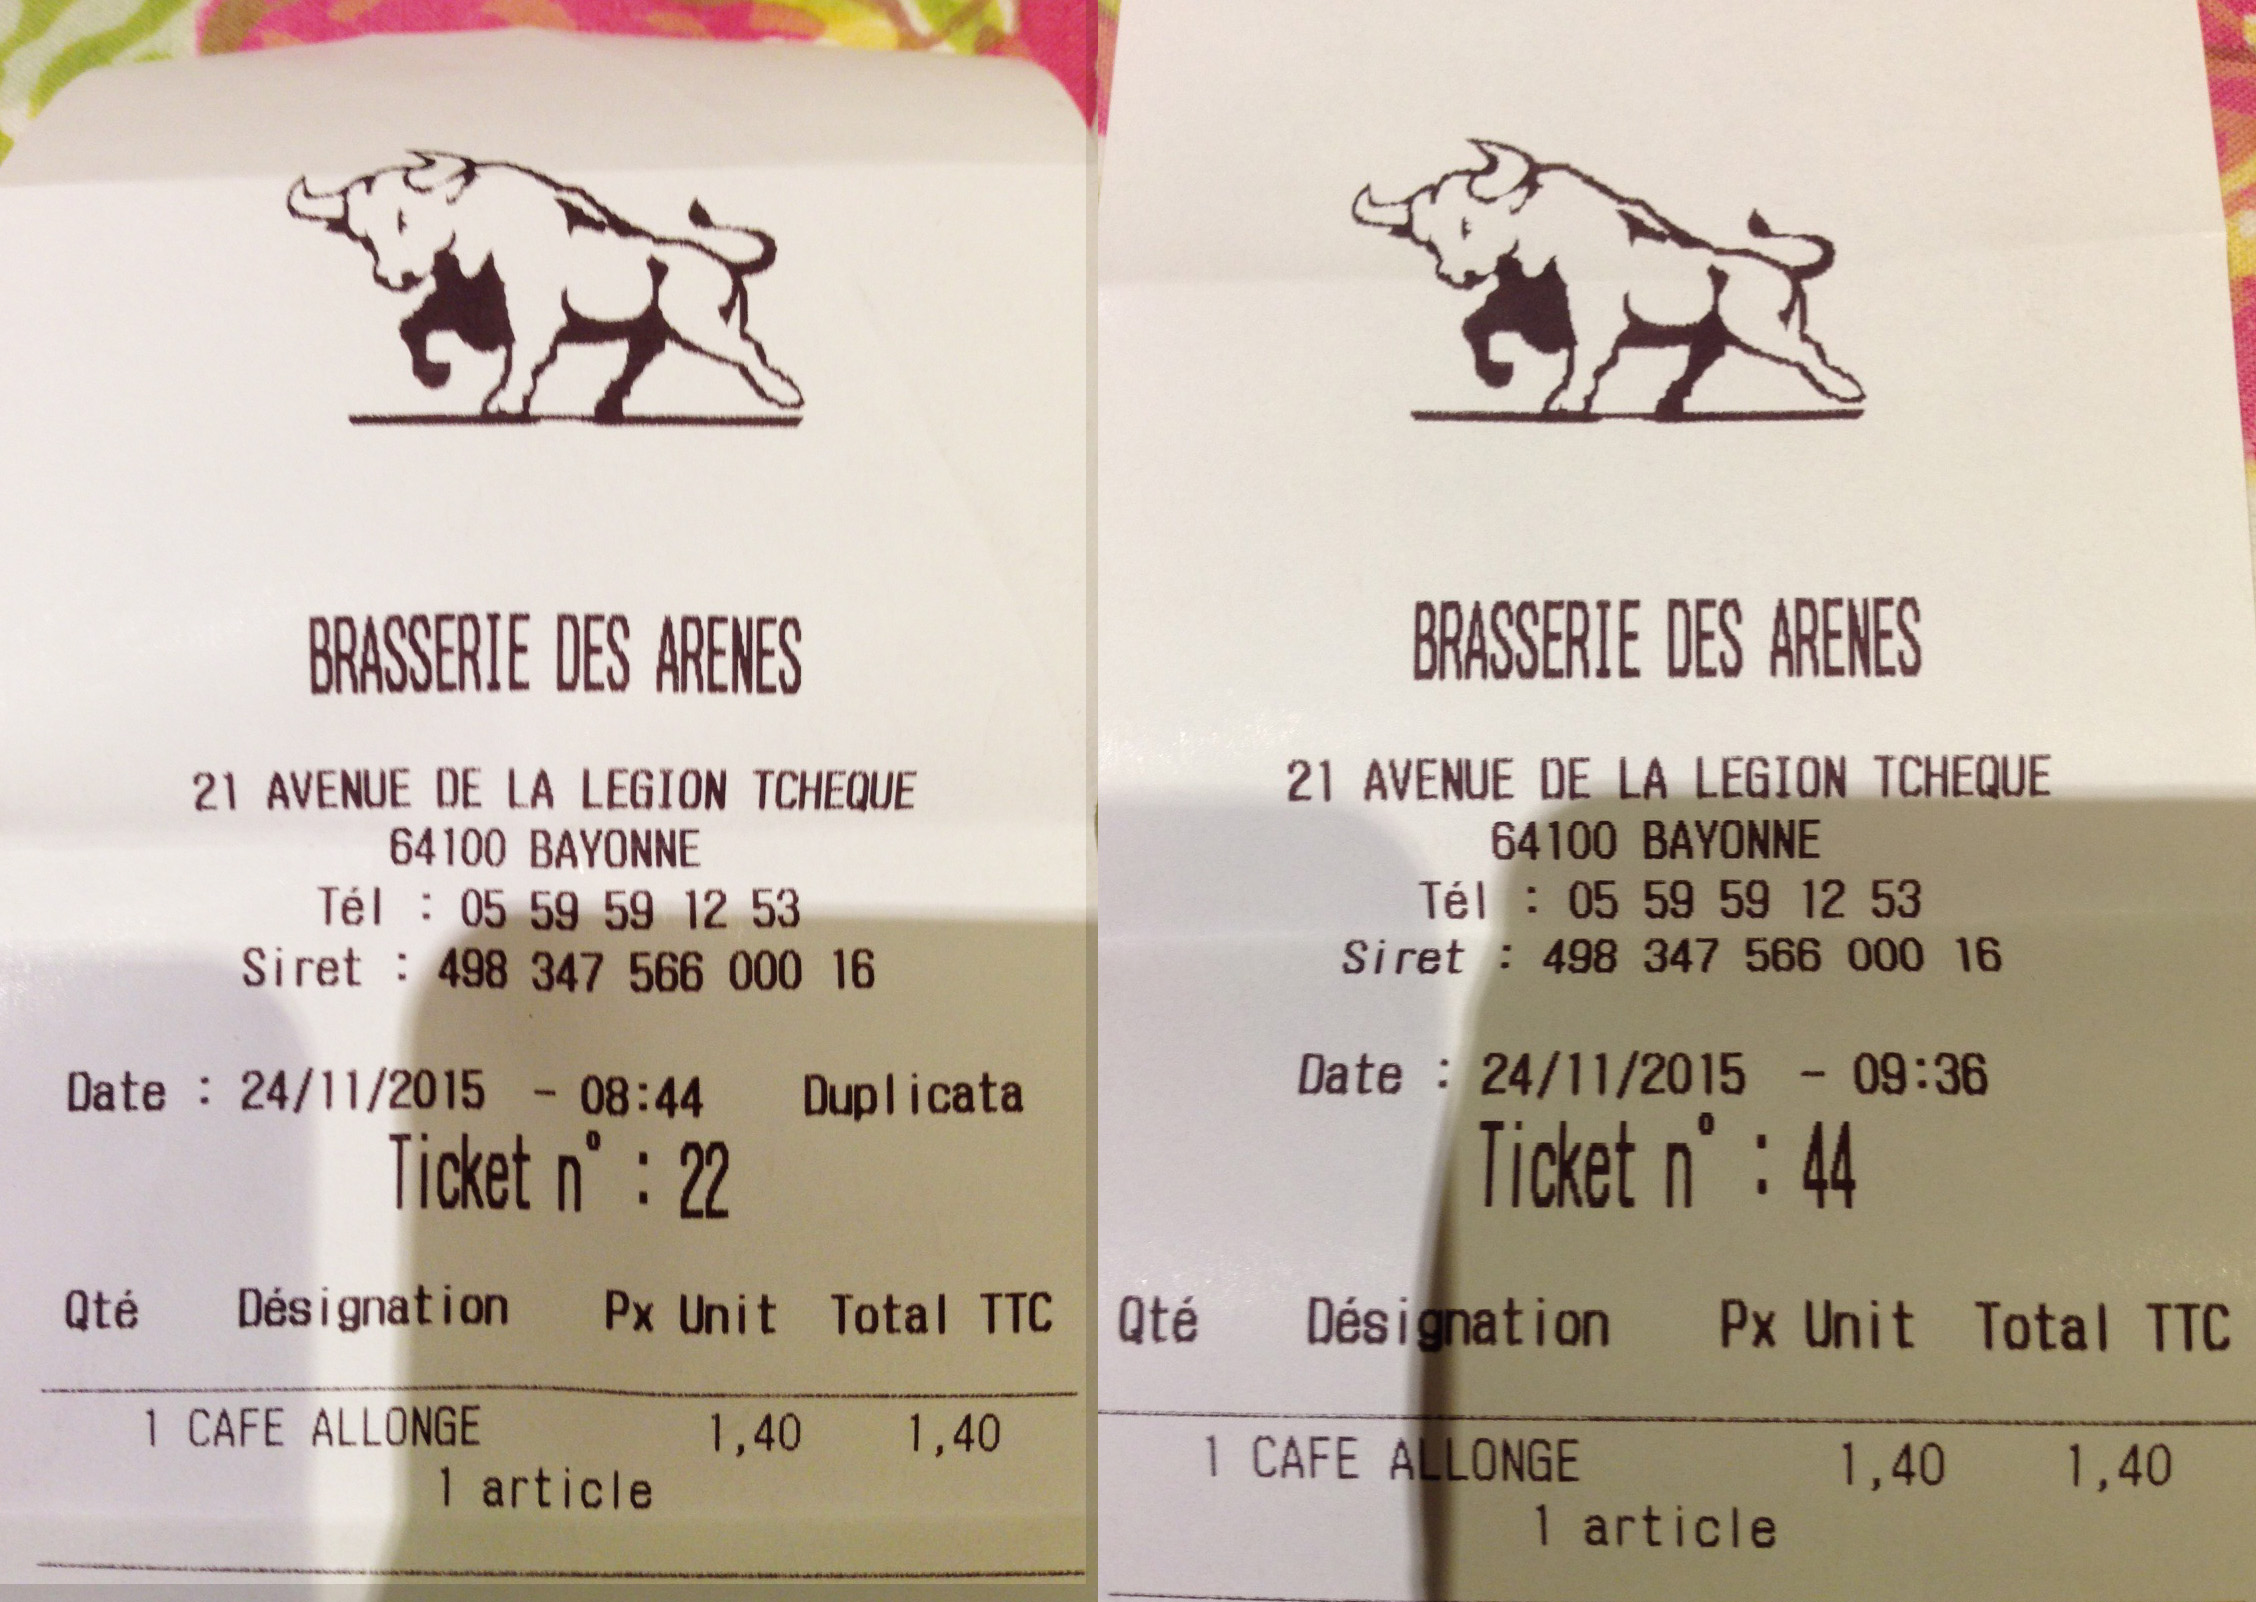 BRASSERIE DES ARENES
21 AVENUE DE LA LEGION TCHEQUE
64100 BAYONNE
Tél : 05 59 59 12 53
Siret : 498 347 566 000 16
Date : 24/11/2015 - 08:44 Duplicata
Ticket n° : 22
Qté Désignation Px Unit Total TTC
1 CAFE ALLONGE 1,40 1,40
1 article
BRASSERIE DES ARENES
21 AVENUE DE LA LEGION TCHEQUE
64100 BAYONNE
Tél : 05 59 59 12 53
Siret : 498 347 566 000 16
Date : 24/11/2015 - 09:36
Ticket n° : 44
Qté Désignation Px Unit Total TTC
1 CAFE ALLONGE 1,40 1,40
1 article